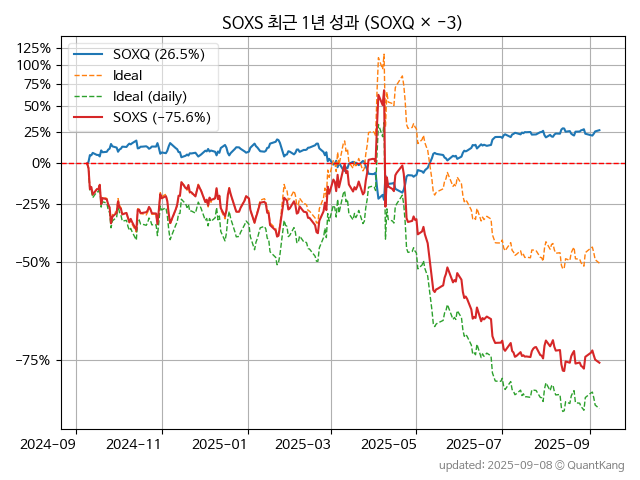 SOXS 최근 1년 성과 (SOXQ × −3)
125%
100%
75%
50%
25%
0%
−25%
−50%
−75%
SOXQ (26.5%)
Ideal
Ideal (daily)
SOXS (−75.6%)
2024−09
2024−11
2025−01
2025−03
2025−05
2025−07
2025−09
updated: 2025−09−08 © QuantKang